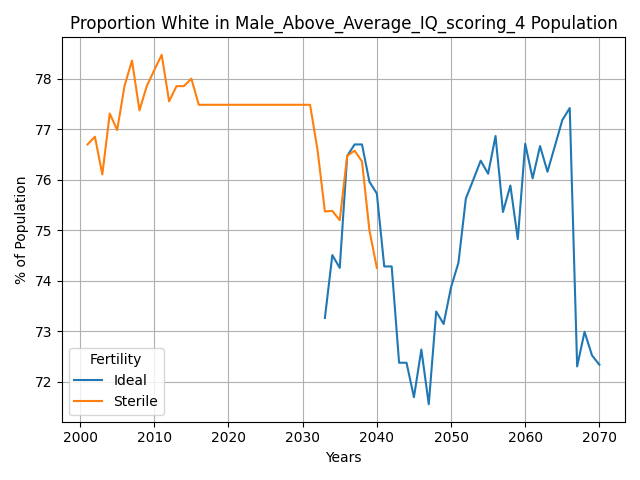 Proportion White in Male_Above_Average_IQ_scoring_4 Population
% of Population
78
77
76
75
74
73
72
Fertility
Ideal
Sterile
2000 2010 2020 2030 2040 2050 2060 2070
Years